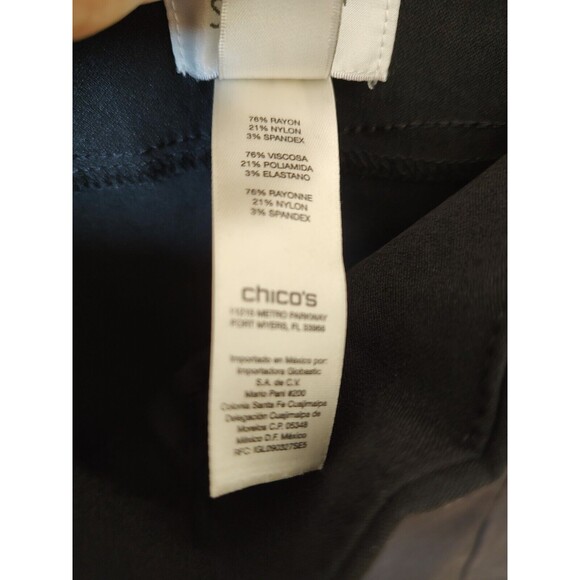 76% RAYON
21% NYLON
3% SPANDEX
76% VISCOSA
21% POLIAMIDA
3% ELASTANO
76% RAYONNE
21% NYLON
3% SPANDEX
chico's
11215 METRO PARKWAY
FORT MYERS, FL 33966
Importado en México por:
Importadora Globastic
S.A. de C.V.
Mario Pani #200
Colonia Santa Fe Cuajimalpa
Delegación Cuajimalpa de
Morelos C.P. 05348
México D.F. México
RFC: IGL090327SE5